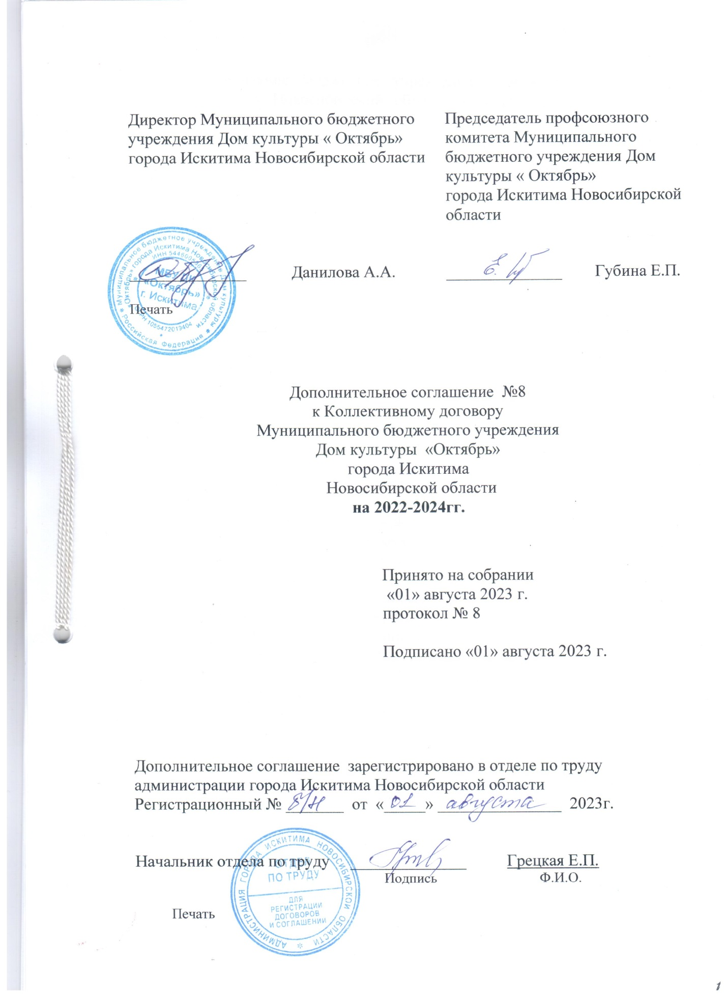 Директор Муниципального бюджетного
учреждения Дом культуры « Октябрь»
города Искитима Новосибирской области
Председатель профсоюзного
комитета Муниципального
бюджетного учреждения Дом
культуры « Октябрь»
города Искитима Новосибирской
области
Данилова А.А.
Губина Е.П.
Печать
Муниципальное бюджетное учреждение Дом культуры
«Октябрь» города Искитима Новосибирской области
ОГРН 1055472019404
Российская Федерация
МБУ ДК
«Октябрь»
г. Искитима
Дополнительное соглашение №8
к Коллективному договору
Муниципального бюджетного учреждения
Дом культуры «Октябрь»
города Искитима
Новосибирской области
на 2022-2024гг.
Принято на собрании
«01» августа 2023 г.
протокол № 8
Подписано «01» августа 2023 г.
Дополнительное соглашение зарегистрировано в отделе по труду
администрации города Искитима Новосибирской области
Регистрационный № 8/н от «01» августа 2023г.
Начальник отдела по труду Грецкая Е.П.
Подпись Ф.И.О.
Печать
АДМИНИСТРАЦИЯ ГОРОДА ИСКИТИМА НОВОСИБИРСКОЙ ОБЛАСТИ
ОТДЕЛ
ПО ТРУДУ
ДЛЯ
РЕГИСТРАЦИИ
ДОГОВОРОВ
И СОГЛАШЕНИЙ
1